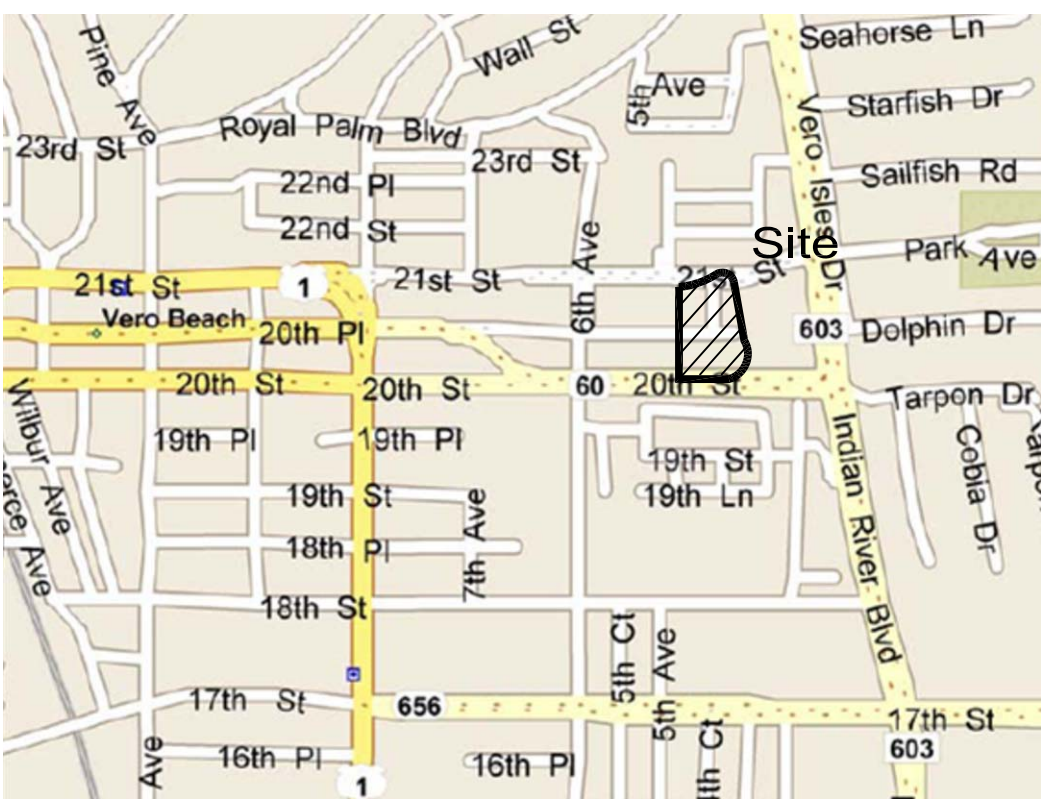 Pine Ave
Wall St
Seahorse Ln
5th Ave
Starfish Dr
Vero Isles Dr
Royal Palm Blvd
23rd St
23rd St
Sailfish Rd
22nd Pl
22nd St
Site
Park Ave
6th Ave
21st St
1
21st St
21st St
Vero Beach
20th Pl
603
Dolphin Dr
20th St
20th St
60
20th St
Tarpon Dr
Wilbur Ave
19th Pl
19th Pl
Indian River Blvd
Cobia Dr
19th St
19th St
19th Ln
7th Ave
18th Pl
Ave
18th St
5th Ct
5th Ave
17th St
656
17th St
603
16th Pl
16th Pl
Ave
1